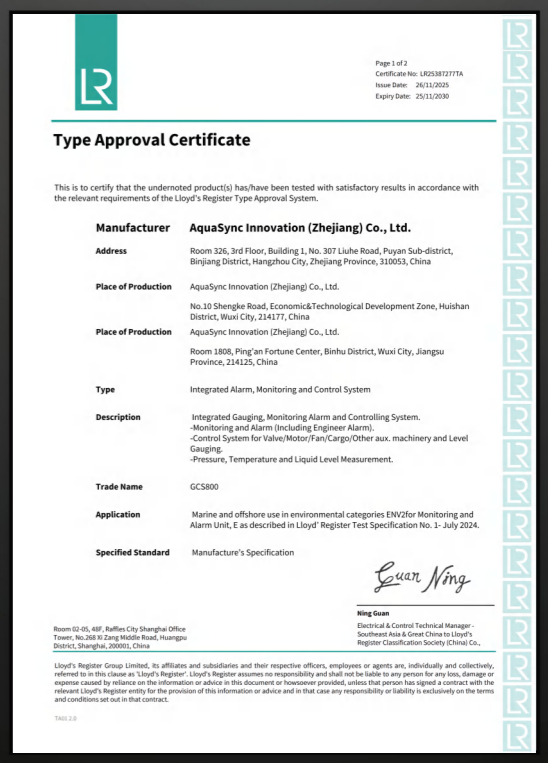 LR
Page 1 of 2
Certificate No: LR25387277TA
Issue Date: 26/11/2025
Expiry Date: 25/11/2030
Type Approval Certificate
This is to certify that the undernoted product(s) has/have been tested with satisfactory results in accordance with
the relevant requirements of the Lloyd's Register Type Approval System.
Manufacturer AquaSync Innovation (Zhejiang) Co., Ltd.
Address Room 326, 3rd Floor, Building 1, No. 307 Liuhe Road, Puyan Sub-district,
Binjiang District, Hangzhou City, Zhejiang Province, 310053, China
Place of Production AquaSync Innovation (Zhejiang) Co., Ltd.
No.10 Shengke Road, Economic&Technological Development Zone, Huishan
District, Wuxi City, 214177, China
Place of Production AquaSync Innovation (Zhejiang) Co., Ltd.
Room 1808, Ping'an Fortune Center, Binhu District, Wuxi City, Jiangsu
Province, 214125, China
Type Integrated Alarm, Monitoring and Control System
Description Integrated Gauging, Monitoring Alarm and Controlling System.
-Monitoring and Alarm (Including Engineer Alarm).
-Control System for Valve/Motor/Fan/Cargo/Other aux. machinery and Level
Gauging.
-Pressure, Temperature and Liquid Level Measurement.
Trade Name GCS800
Application Marine and offshore use in environmental categories ENV2for Monitoring and
Alarm Unit, E as described in Lloyd' Register Test Specification No. 1- July 2024.
Specified Standard Manufacture's Specification
Guan Ning
Ning Guan
Electrical & Control Technical Manager -
Southeast Asia & Great China to Lloyd's
Register Classification Society (China) Co.,
Room 02-05, 48F, Raffles City Shanghai Office
Tower, No.268 Xi Zang Middle Road, Huangpu
District, Shanghai, 200001, China
Lloyd's Register Group Limited, its affiliates and subsidiaries and their respective officers, employees or agents are, individually and collectively,
referred to in this clause as 'Lloyd's Register'. Lloyd's Register assumes no responsibility and shall not be liable to any person for any loss, damage or
expense caused by reliance on the information or advice in this document or howsoever provided, unless that person has signed a contract with the
relevant Lloyd's Register entity for the provision of this information or advice and in that case any responsibility or liability is exclusively on the terms
and conditions set out in that contract.
TA01 2.0